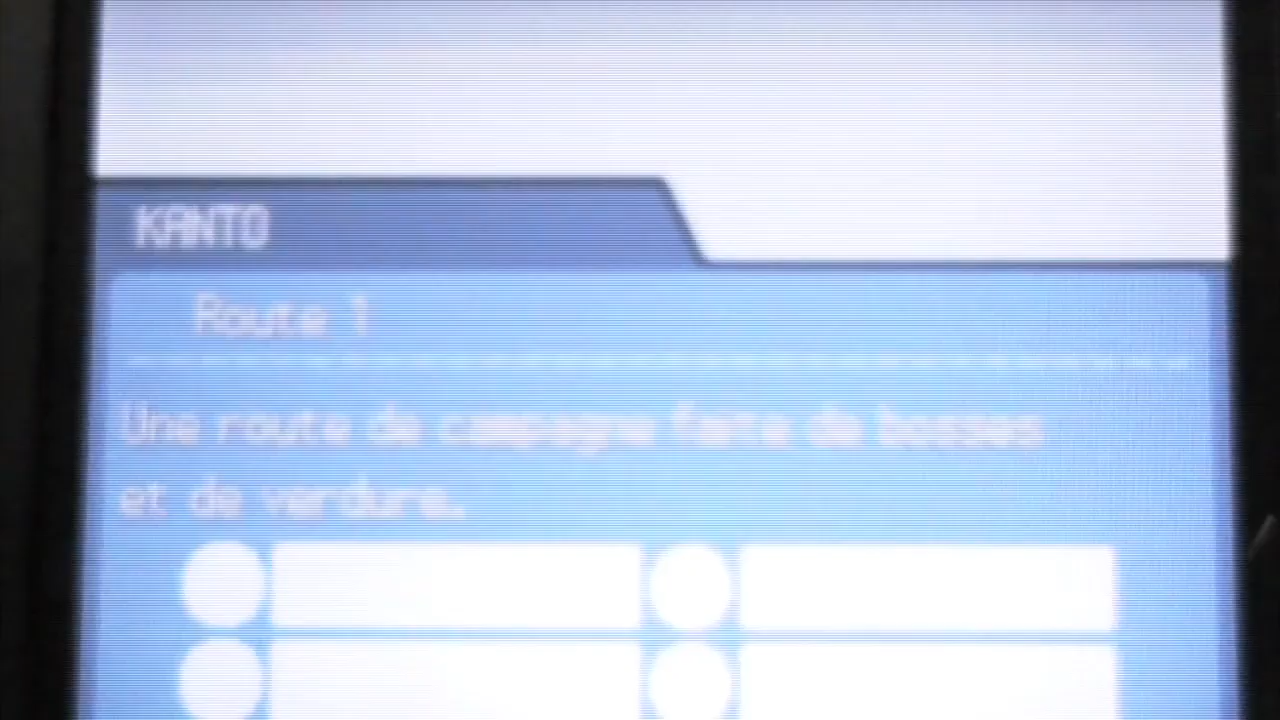 KANTO
Route 1
Une route de campagne faite de bosses
et de verdure.